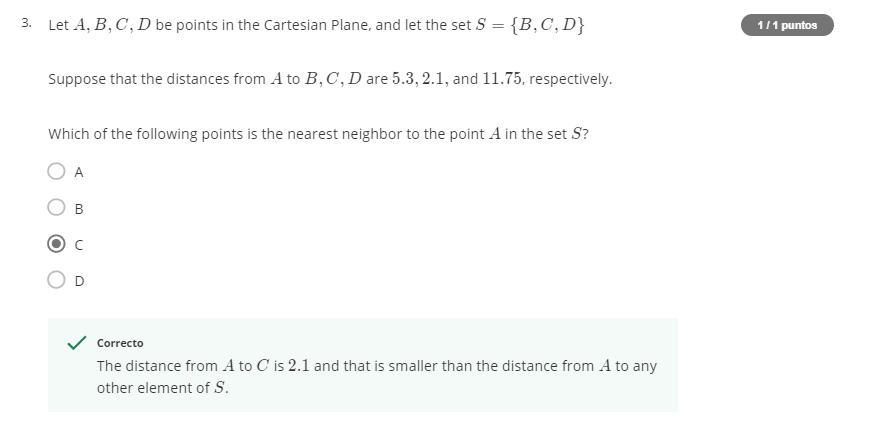 3. Let A, B, C, D be points in the Cartesian Plane, and let the set S = {B, C, D}
1 / 1 puntos
Suppose that the distances from A to B, C, D are 5.3, 2.1, and 11.75, respectively.
Which of the following points is the nearest neighbor to the point A in the set S?
A
B
C
D
Correcto
The distance from A to C is 2.1 and that is smaller than the distance from A to any
other element of S.